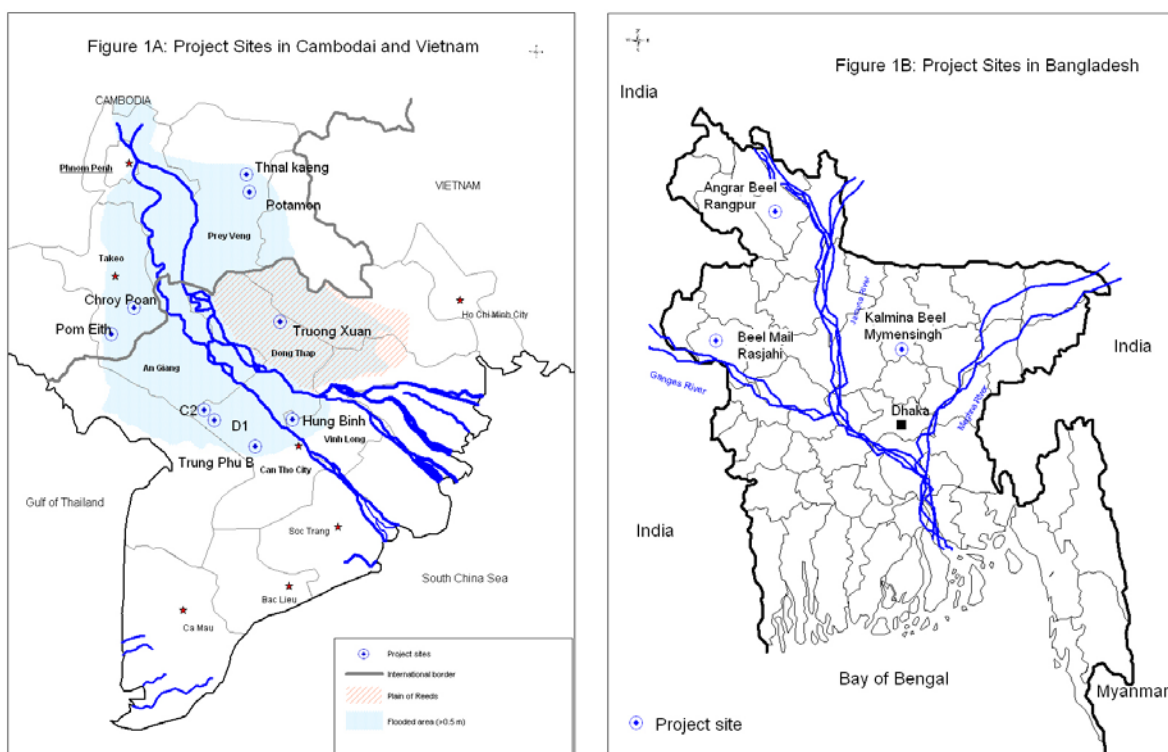 Figure 1A: Project Sites in Cambodai and Vietnam
CAMBODIA
Phnom Penh
Thnal kaeng
Potamon
VIETNAM
Prey Veng
Takeo
Chroy Poan
Pom Eith
Truong Xuan
Ho Chi Minh City
Dong Thap
An Giang
C2
D1
Hung Binh
Vinh Long
Trung Phu B
Can Tho City
Gulf of Thailand
Soc Trang
South China Sea
Bac Lieu
Ca Mau
Project sites
International border
Plain of Reeds
Flooded area (>0.5 m)
Figure 1B: Project Sites in Bangladesh
India
Angrar Beel
Rangpur
Jamuna River
Kalmina Beel
Mymensingh
Beel Mail
Rasjahi
India
Ganges River
Meghna River
Dhaka
India
Bay of Bengal
Myanmar
Project site